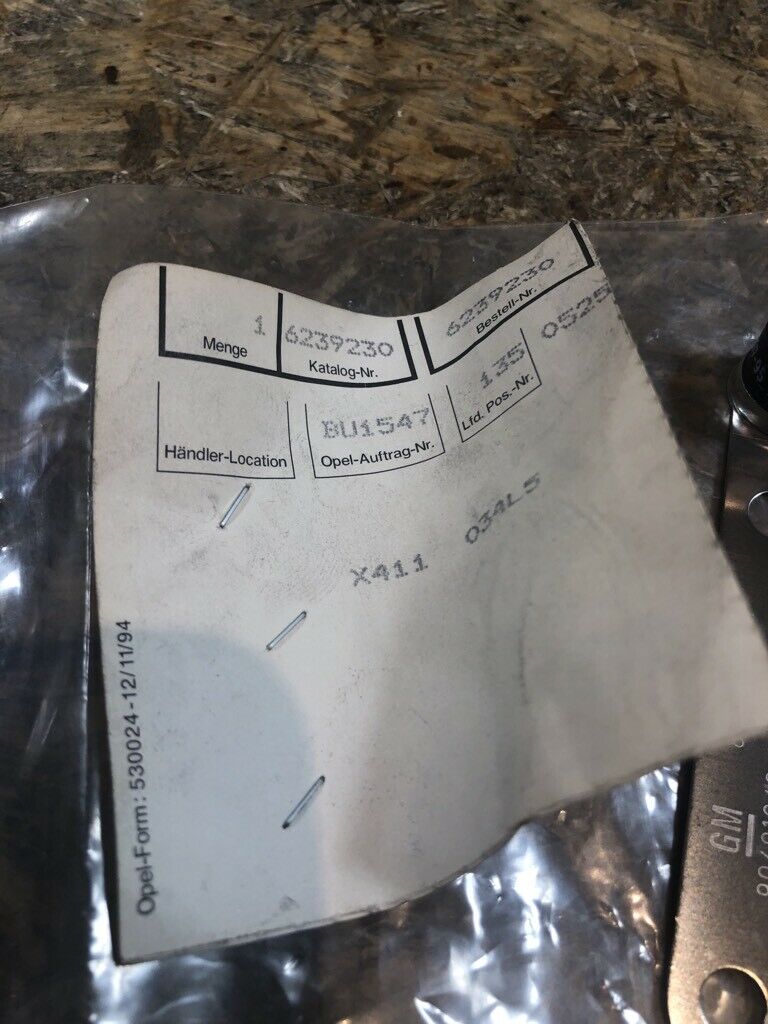 1 6239230 6239230
Menge Katalog-Nr. Bestell-Nr.
BU1547 135 0525
Händler-Location Opel-Auftrag-Nr. Lfd. Pos.-Nr.
X411 034L5
Opel-Form: 530024-12/11/94
GM